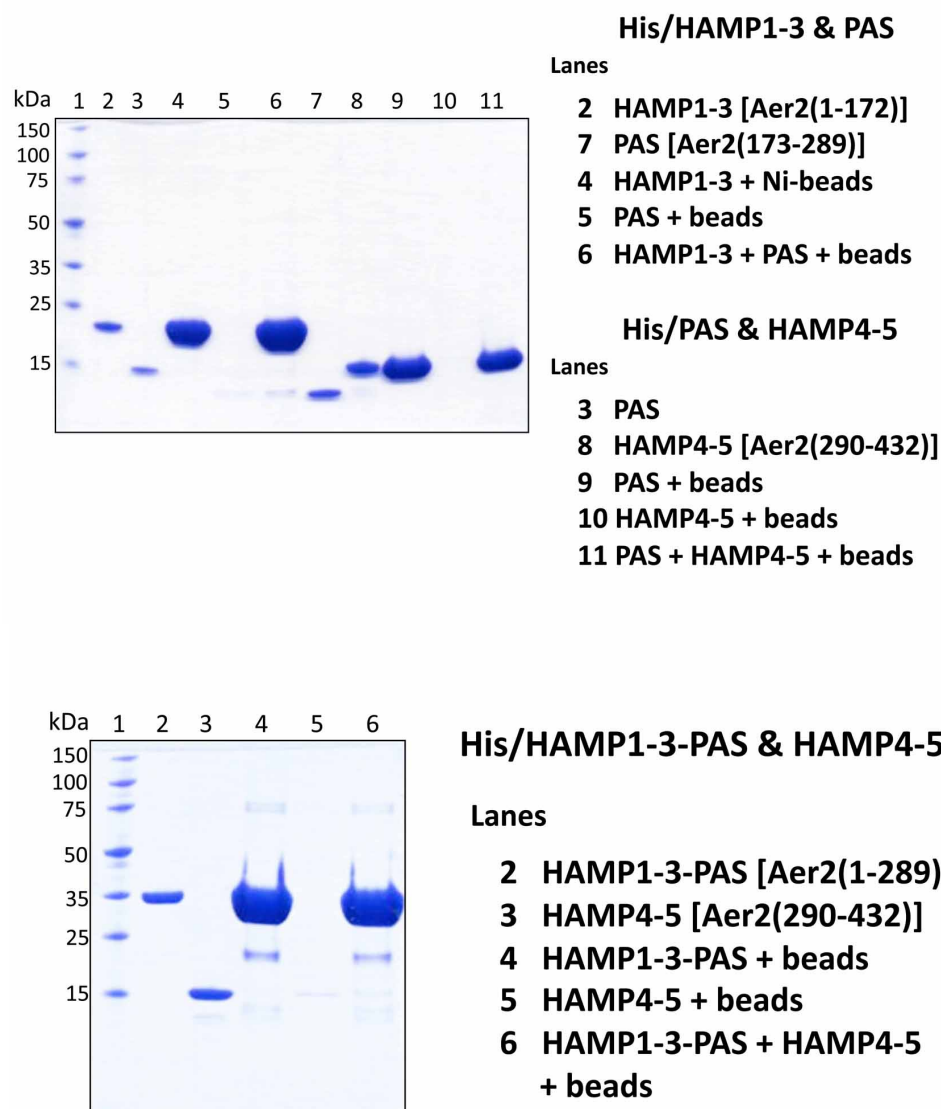 His/HAMP1-3 & PAS
Lanes
kDa 1 2 3 4 5 6 7 8 9 10 11
150
100
75
50
35
25
15
2 HAMP1-3 [Aer2(1-172)]
7 PAS [Aer2(173-289)]
4 HAMP1-3 + Ni-beads
5 PAS + beads
6 HAMP1-3 + PAS + beads
His/PAS & HAMP4-5
Lanes
3 PAS
8 HAMP4-5 [Aer2(290-432)]
9 PAS + beads
10 HAMP4-5 + beads
11 PAS + HAMP4-5 + beads
kDa 1 2 3 4 5 6
150
100
75
50
35
25
15
His/HAMP1-3-PAS & HAMP4-5
Lanes
2 HAMP1-3-PAS [Aer2(1-289)
3 HAMP4-5 [Aer2(290-432)]
4 HAMP1-3-PAS + beads
5 HAMP4-5 + beads
6 HAMP1-3-PAS + HAMP4-5
+ beads